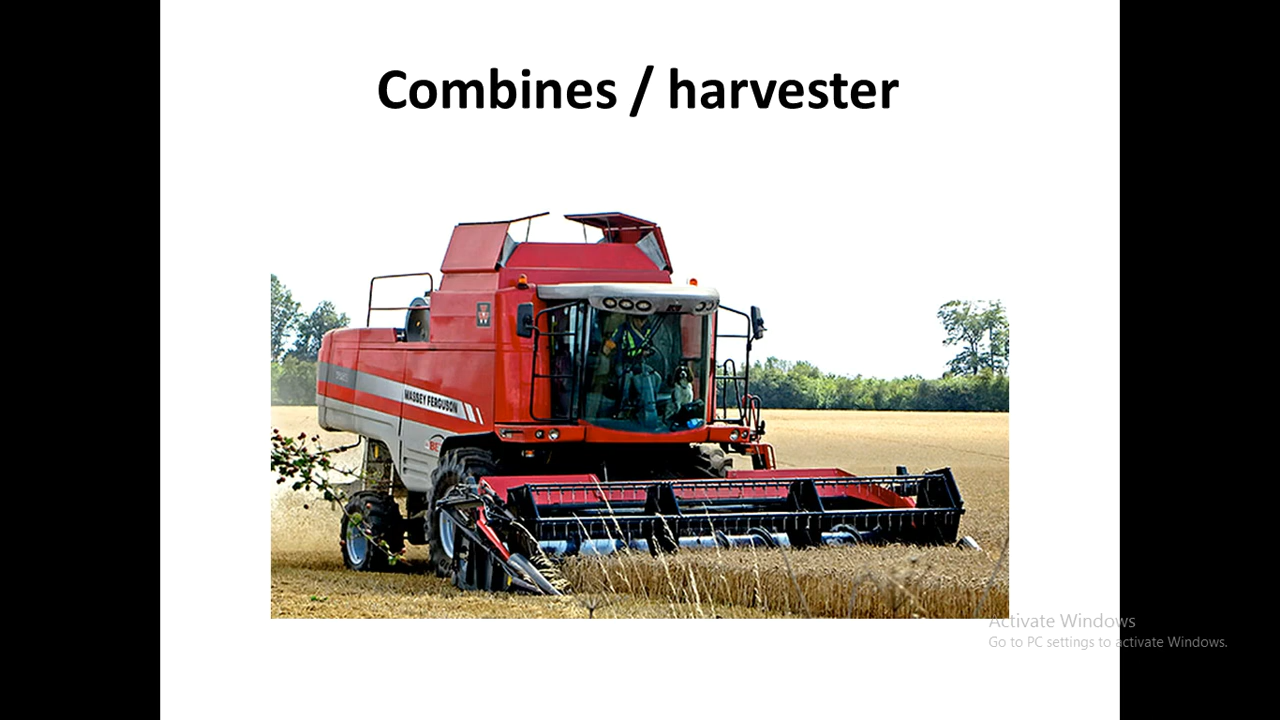 Combines / harvester
MASSEY FERGUSON
Activate Windows
Go to PC settings to activate Windows.